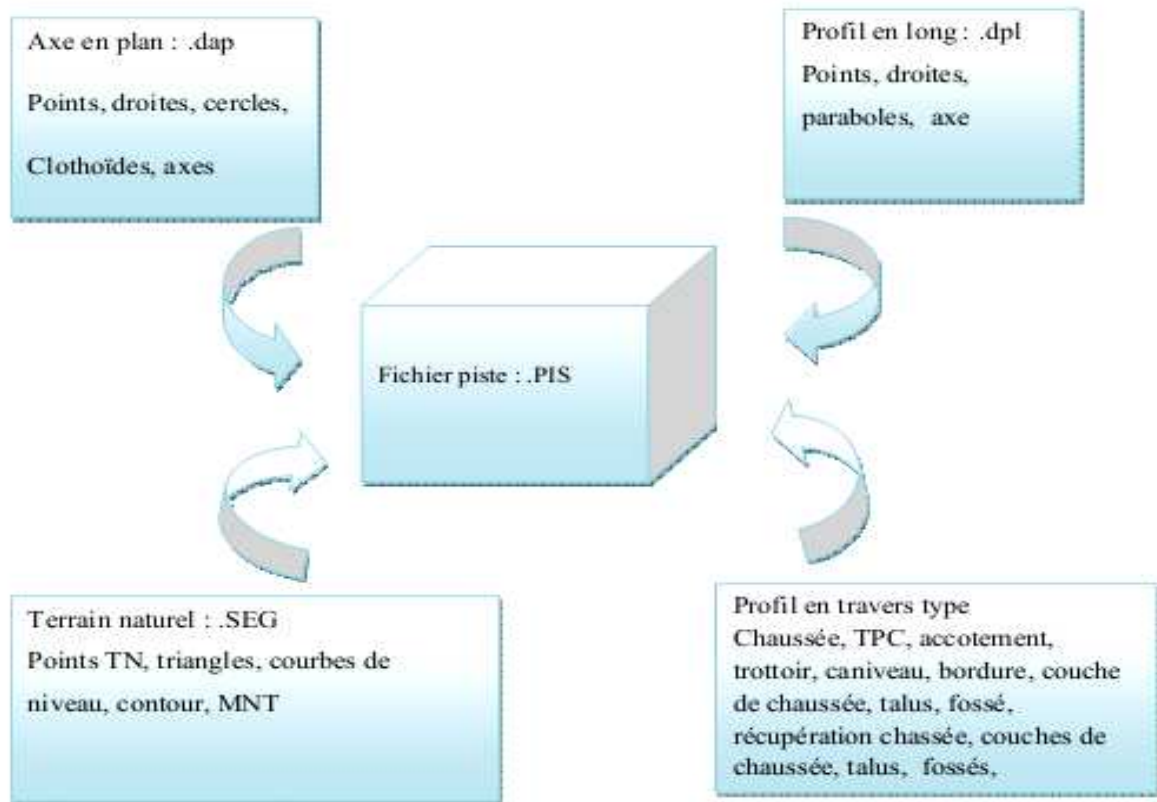 Axe en plan : .dap
Points, droites, cercles,
Clothoïdes, axes
Profil en long : .dpl
Points, droites,
paraboles, axe
Fichier piste : .PIS
Terrain naturel : .SEG
Points TN, triangles, courbes de
niveau, contour, MNT
Profil en travers type
Chaussée, TPC, accotement,
trottoir, caniveau, bordure, couche
de chaussée, talus, fossé,
récupération chassée, couches de
chaussée, talus, fossés,